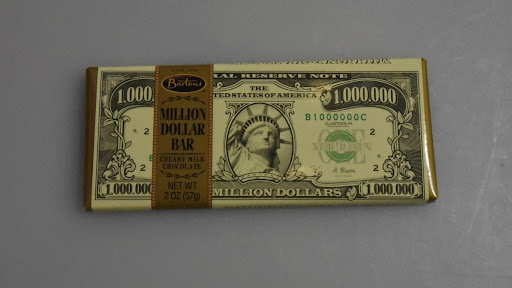 Bartons
MILLION
DOLLAR
BAR
CREAMY MILK
CHOCOLATE
NET WT
2 OZ (57g)
RAL RESERVE NOTE
THE
UNITED STATES OF AMERICA
1,000,000
1,000,000
B1000000C
ALLENTOWN, PA
2
2
B
2
2
1,000,000
MILLION DOLLARS
1,000,000